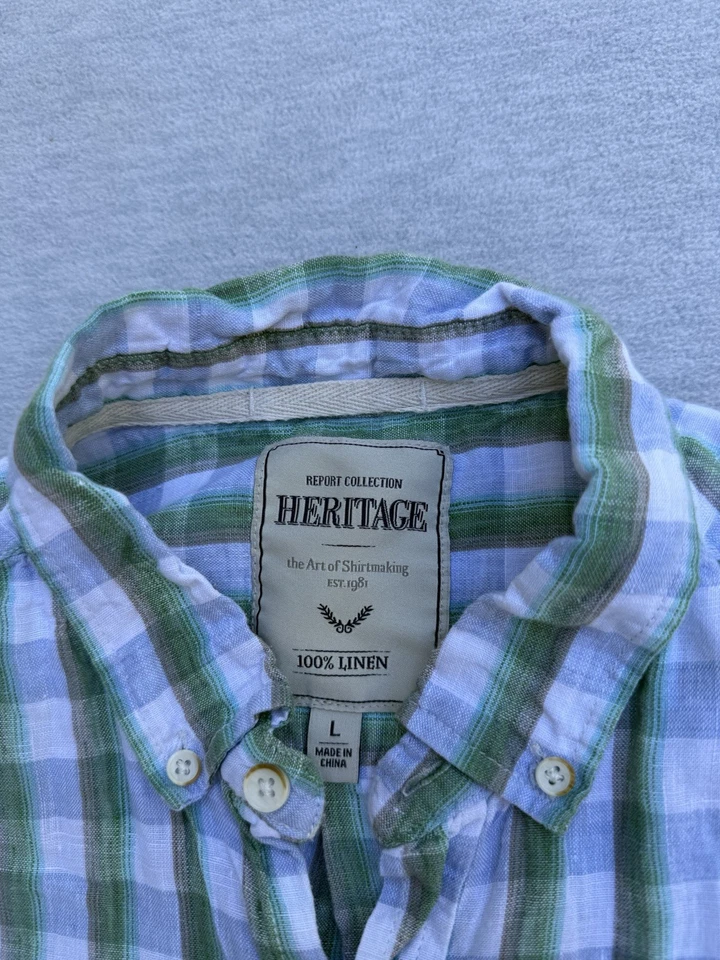 REPORT COLLECTION
HERITAGE
the Art of Shirtmaking
EST.1981
100% LINEN
L
MADE IN
CHINA